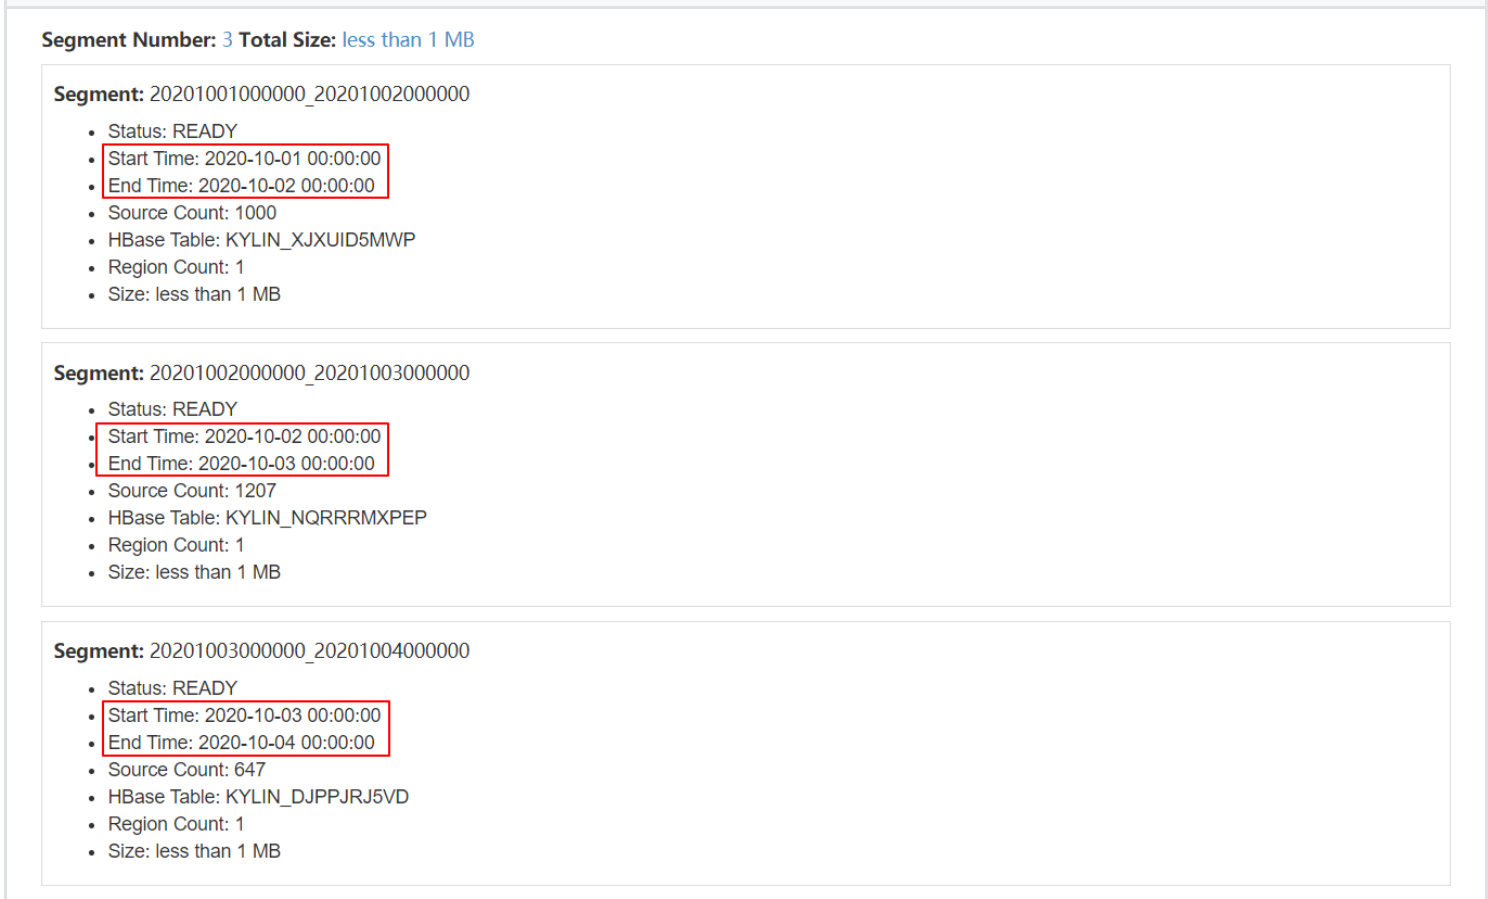 Segment Number: 3 Total Size: less than 1 MB
Segment: 20201001000000_20201002000000
Status: READY
Start Time: 2020-10-01 00:00:00
End Time: 2020-10-02 00:00:00
Source Count: 1000
HBase Table: KYLIN_XJXUID5MWP
Region Count: 1
Size: less than 1 MB
Segment: 20201002000000_20201003000000
Status: READY
Start Time: 2020-10-02 00:00:00
End Time: 2020-10-03 00:00:00
Source Count: 1207
HBase Table: KYLIN_NQRRRMXPEP
Region Count: 1
Size: less than 1 MB
Segment: 20201003000000_20201004000000
Status: READY
Start Time: 2020-10-03 00:00:00
End Time: 2020-10-04 00:00:00
Source Count: 647
HBase Table: KYLIN_DJPPJRJ5VD
Region Count: 1
Size: less than 1 MB